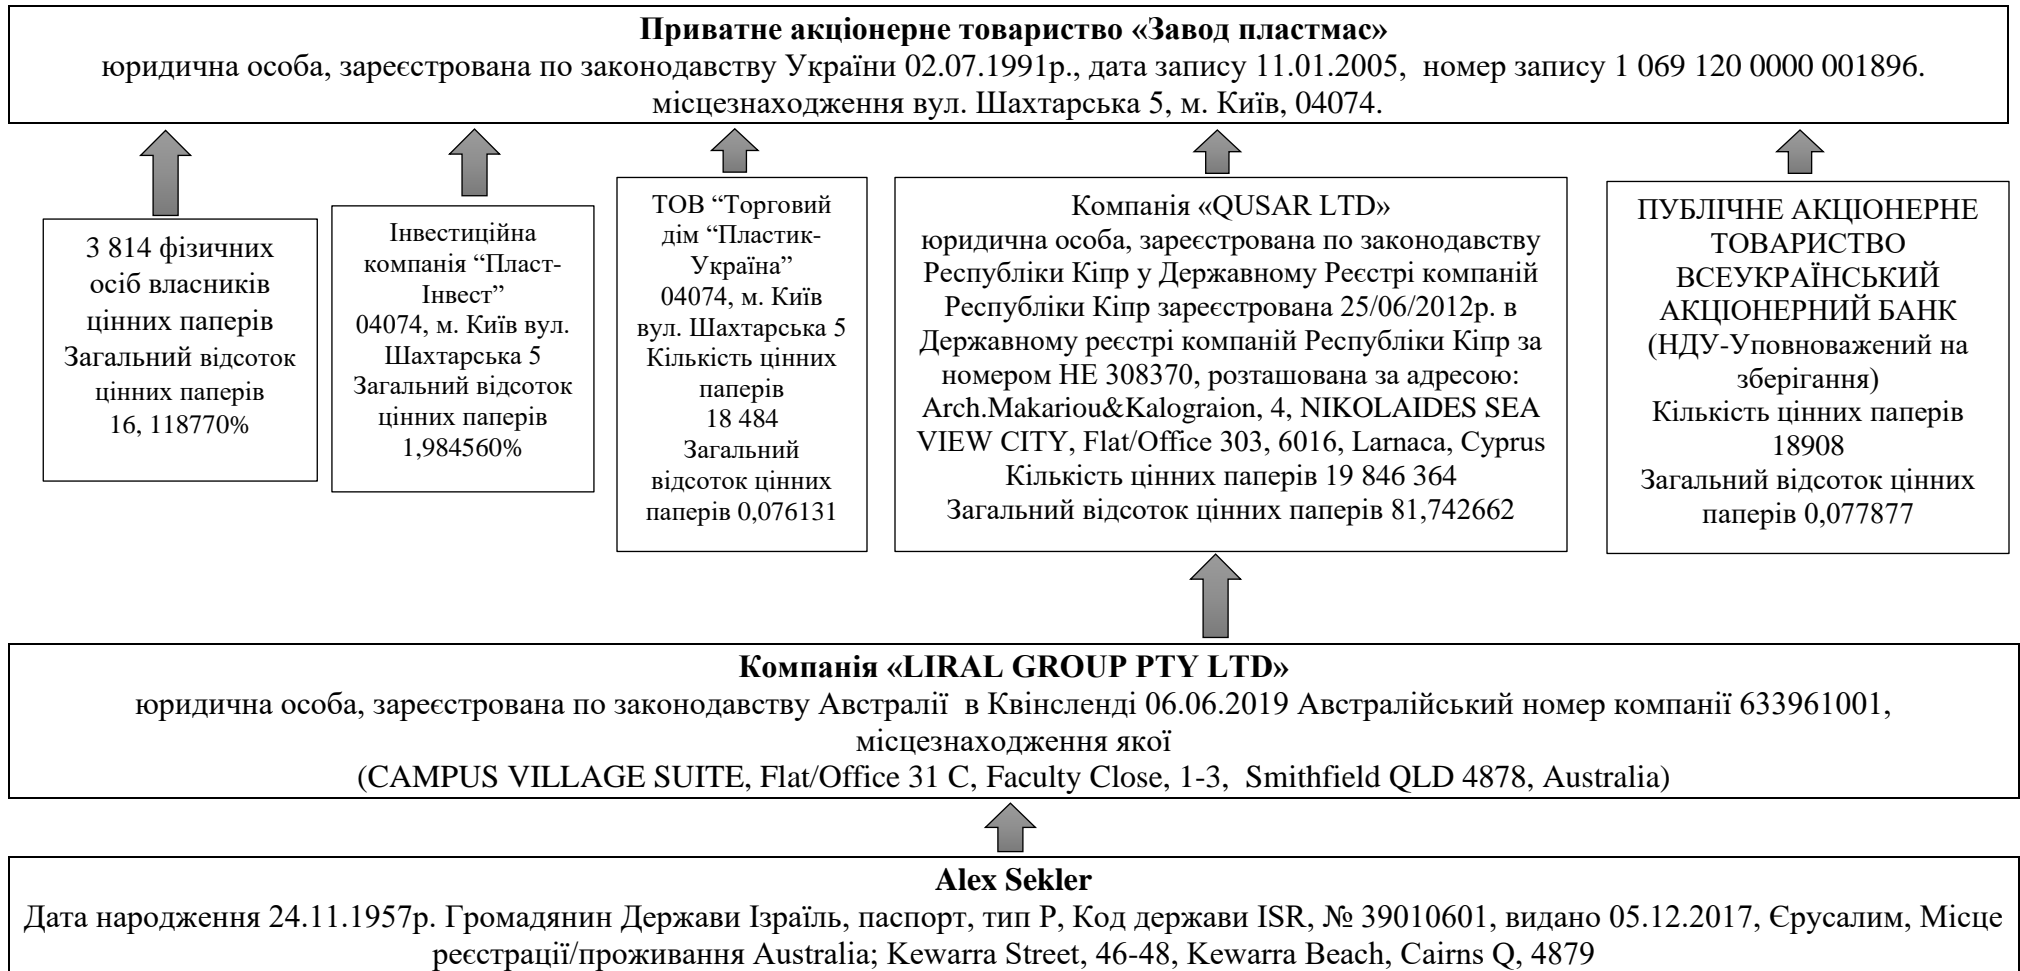 Приватне акціонерне товариство «Завод пластмас»
юридична особа, зареєстрована по законодавству України 02.07.1991р., дата запису 11.01.2005, номер запису 1 069 120 0000 001896.
місцезнаходження вул. Шахтарська 5, м. Київ, 04074.
3 814 фізичних
осіб власників
цінних паперів
Загальний відсоток
цінних паперів
16, 118770%
Інвестиційна
компанія “Пласт-
Інвест”
04074, м. Київ вул.
Шахтарська 5
Загальний відсоток
цінних паперів
1,984560%
ТОВ “Торговий
дім “Пластик-
Україна”
04074, м. Київ
вул. Шахтарська 5
Кількість цінних
паперів
18 484
Загальний
відсоток цінних
паперів 0,076131
Компанія «QUSAR LTD»
юридична особа, зареєстрована по законодавству
Республіки Кіпр у Державному Реєстрі компаній
Республіки Кіпр зареєстрована 25/06/2012р. в
Державному реєстрі компаній Республіки Кіпр за
номером НЕ 308370, розташована за адресою:
Arch.Makariou&Kalograion, 4, NIKOLAIDES SEA
VIEW CITY, Flat/Office 303, 6016, Larnaca, Cyprus
Кількість цінних паперів 19 846 364
Загальний відсоток цінних паперів 81,742662
ПУБЛІЧНЕ АКЦІОНЕРНЕ
ТОВАРИСТВО
ВСЕУКРАЇНСЬКИЙ
АКЦІОНЕРНИЙ БАНК
(НДУ-Уповноважений на
зберігання)
Кількість цінних паперів
18908
Загальний відсоток цінних
паперів 0,077877
Компанія «LIRAL GROUP PTY LTD»
юридична особа, зареєстрована по законодавству Австралії в Квінсленді 06.06.2019 Австралійський номер компанії 633961001,
місцезнаходження якої
(CAMPUS VILLAGE SUITE, Flat/Office 31 C, Faculty Close, 1-3, Smithfield QLD 4878, Australia)
Alex Sekler
Дата народження 24.11.1957р. Громадянин Держави Ізраїль, паспорт, тип Р, Код держави ISR, № 39010601, видано 05.12.2017, Єрусалим, Місце
реєстрації/проживання Australia; Kewarra Street, 46-48, Kewarra Beach, Cairns Q, 4879